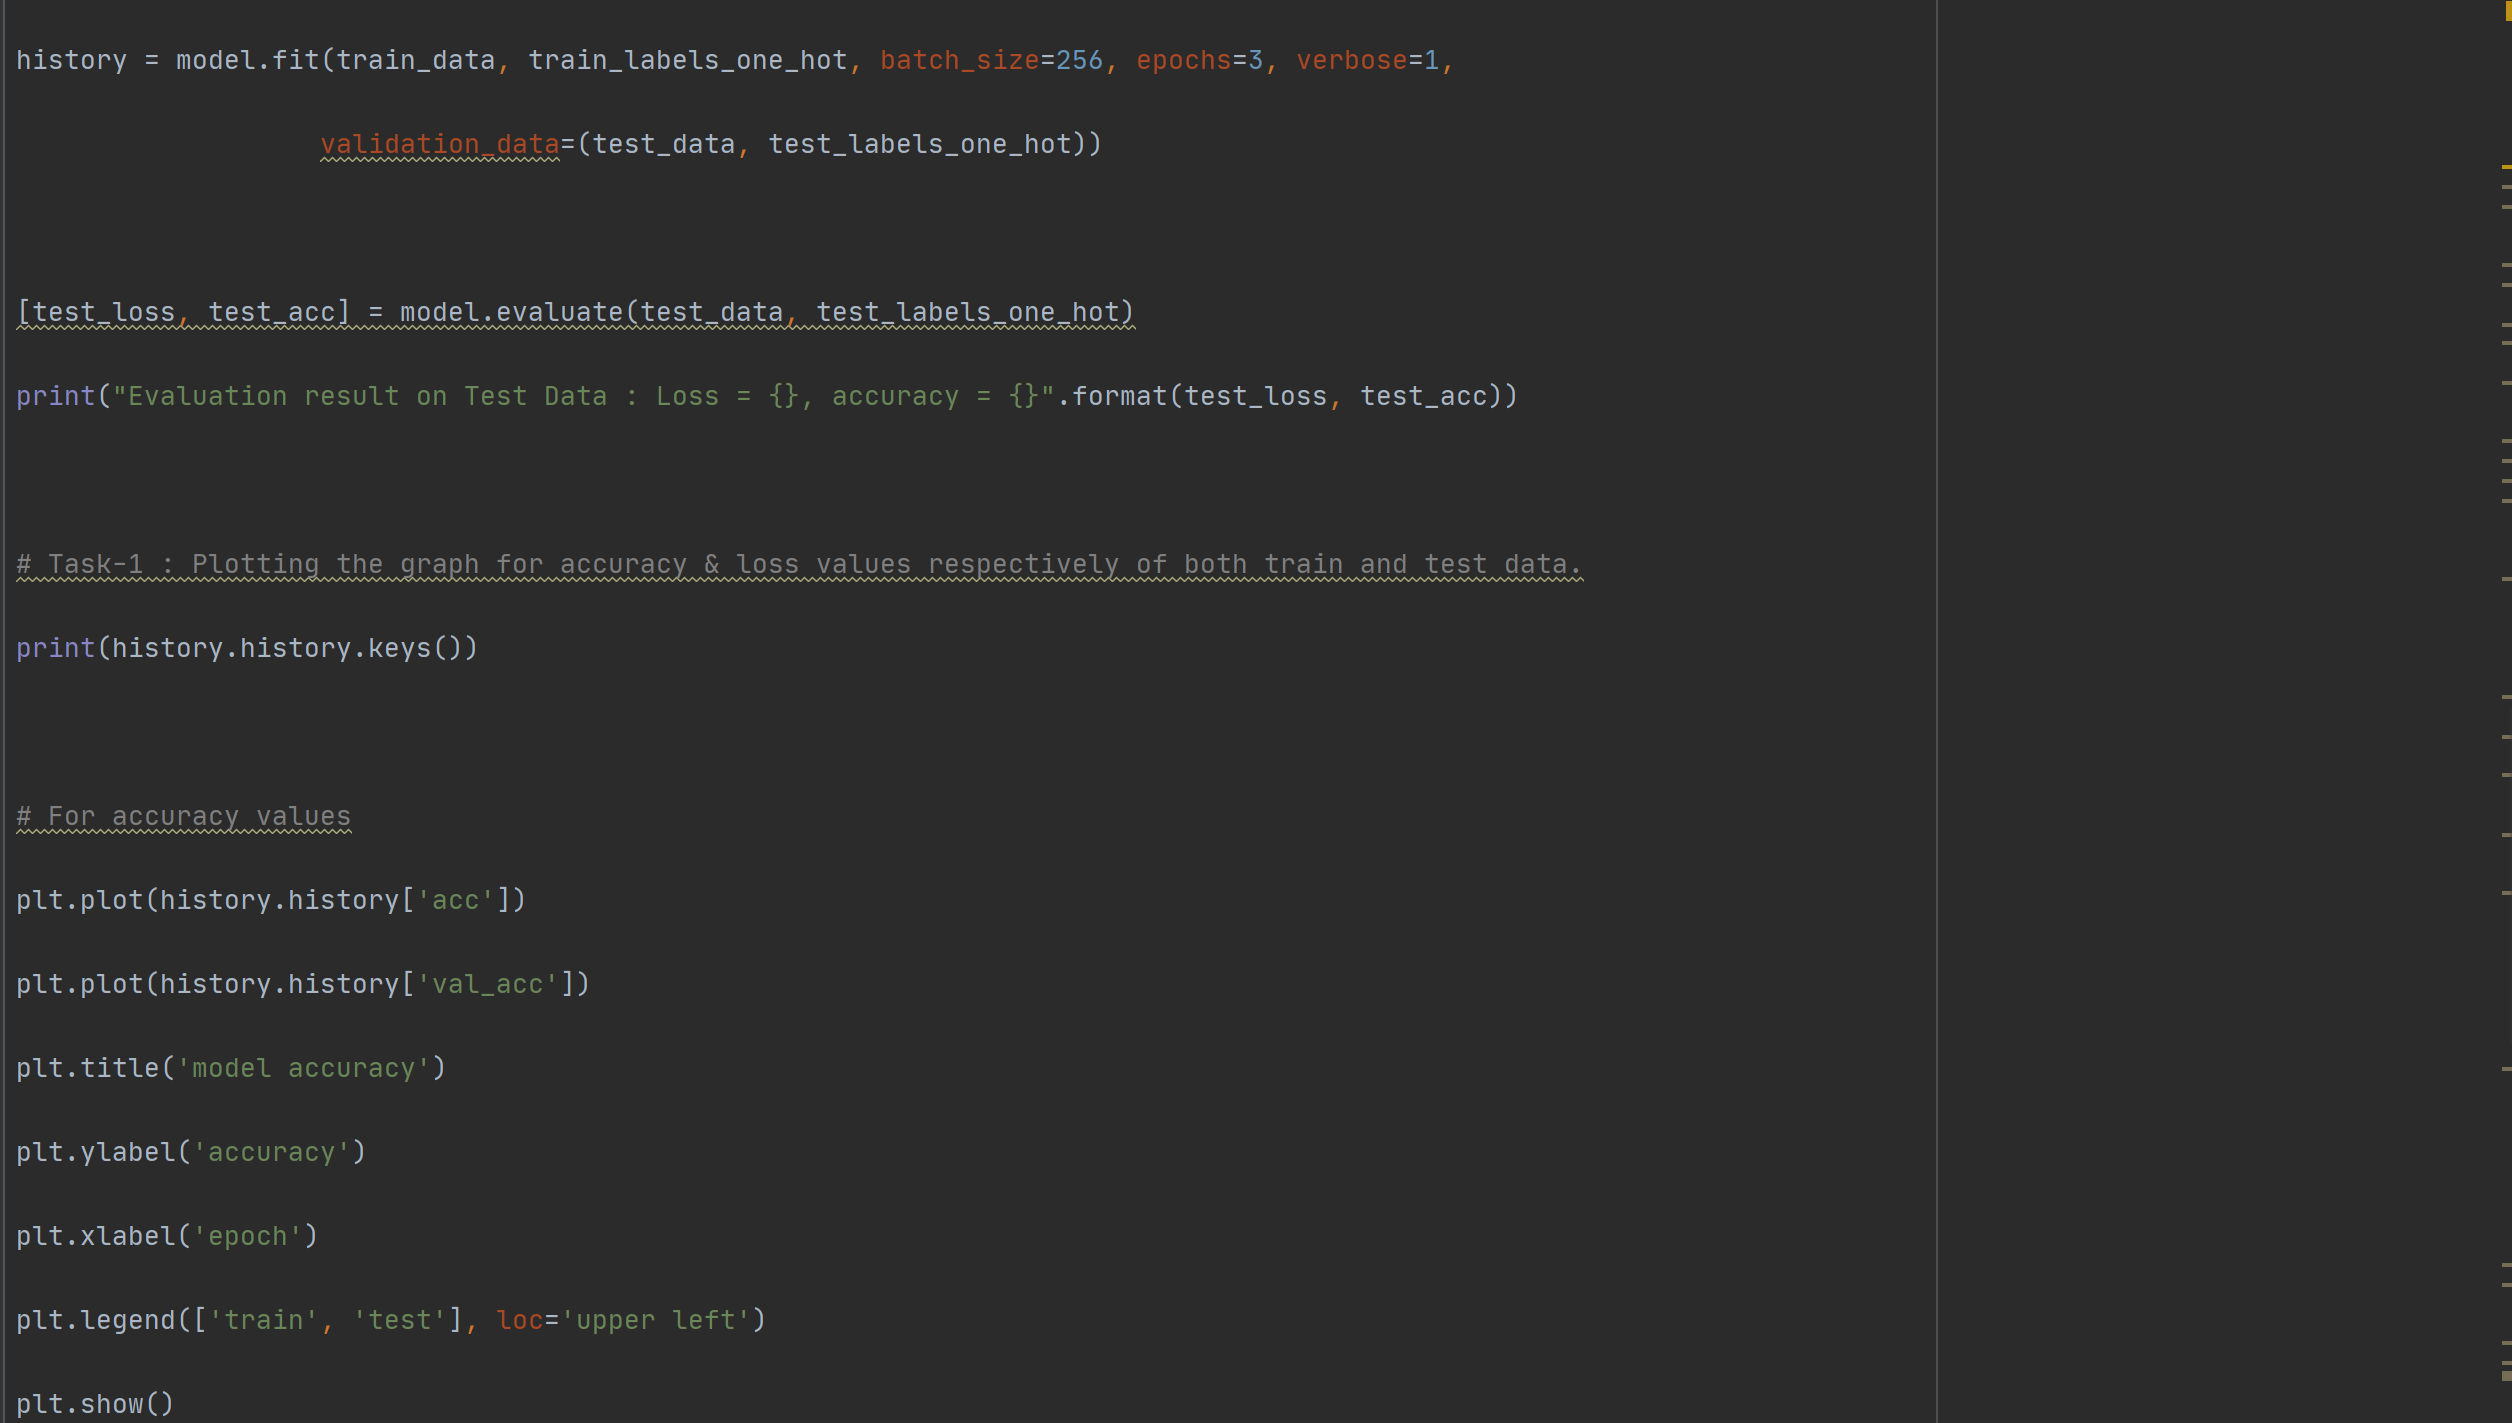 history = model.fit(train_data, train_labels_one_hot, batch_size=256, epochs=3, verbose=1,
validation_data=(test_data, test_labels_one_hot))
[test_loss, test_acc] = model.evaluate(test_data, test_labels_one_hot)
print("Evaluation result on Test Data : Loss = {}, accuracy = {}".format(test_loss, test_acc))
# Task-1 : Plotting the graph for accuracy & loss values respectively of both train and test data.
print(history.history.keys())
# For accuracy values
plt.plot(history.history['acc'])
plt.plot(history.history['val_acc'])
plt.title('model accuracy')
plt.ylabel('accuracy')
plt.xlabel('epoch')
plt.legend(['train', 'test'], loc='upper left')
plt.show()